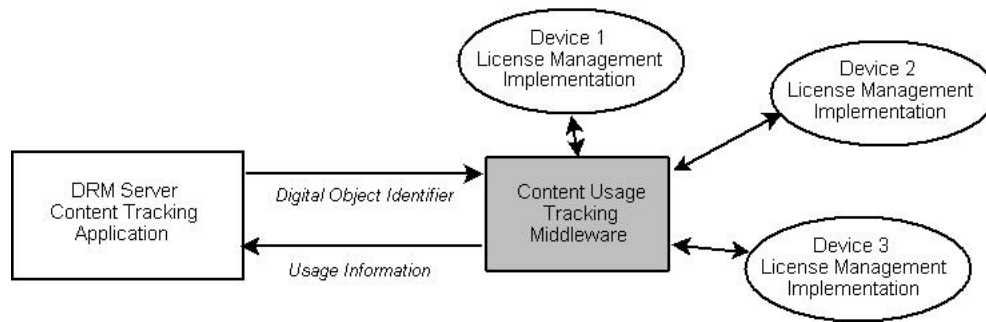 Device 1
License Management
Implementation
Device 2
License Management
Implementation
DRM Server
Content Tracking
Application
Digital Object Identifier
Usage Information
Content Usage
Tracking
Middleware
Device 3
License Management
Implementation